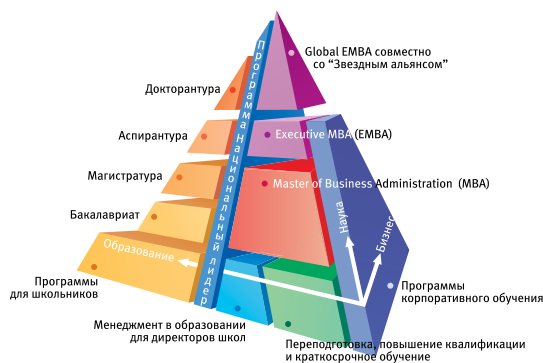 Global EMBA совместно
со “Звездным альянсом”
Докторантура
Программа Национальный лидер
Аспирантура
Executive MBA (EMBA)
Магистратура
Master of Business Administration (MBA)
Бакалавриат
Наука
Бизнес
Образование
Программы
для школьников
Программы
корпоративного обучения
Менеджмент в образовании
для директоров школ
Переподготовка, повышение квалификации
и краткосрочное обучение